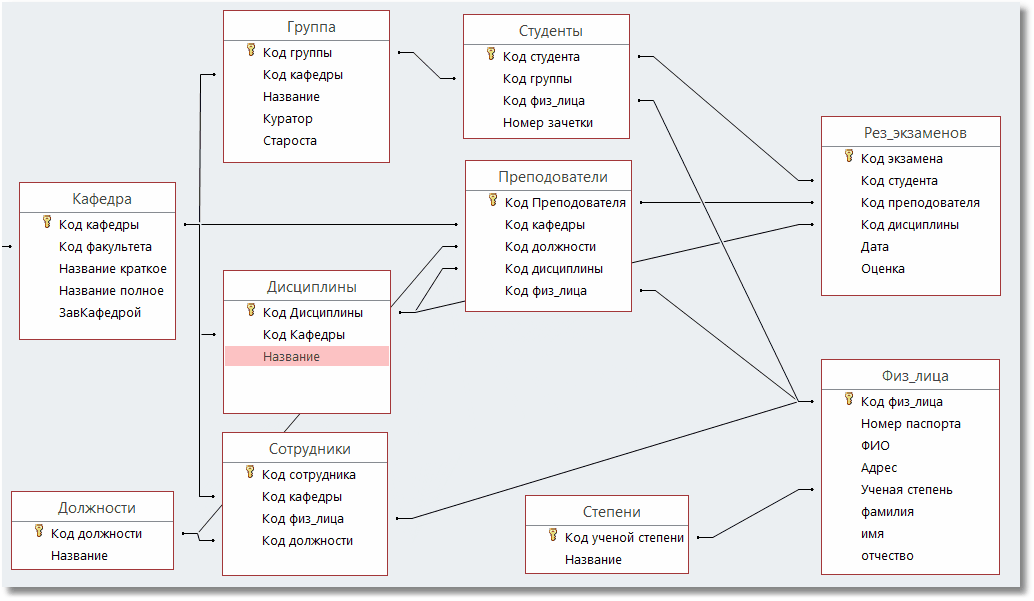 Группа
Код группы
Код кафедры
Название
Куратор
Староста
Студенты
Код студента
Код группы
Код физ_лица
Номер зачетки
Рез_экзаменов
Код экзамена
Код студента
Код преподователя
Код дисциплины
Дата
Оценка
Кафедра
Код кафедры
Код факультета
Название краткое
Название полное
ЗавКафедрой
Преподователи
Код Преподователя
Код кафедры
Код должности
Код дисциплины
Код физ_лица
Дисциплины
Код Дисциплины
Код Кафедры
Название
Физ_лица
Код физ_лица
Номер паспорта
ФИО
Адрес
Ученая степень
фамилия
имя
отчество
Сотрудники
Код сотрудника
Код кафедры
Код физ_лица
Код должности
Должности
Код должности
Название
Степени
Код ученой степени
Название